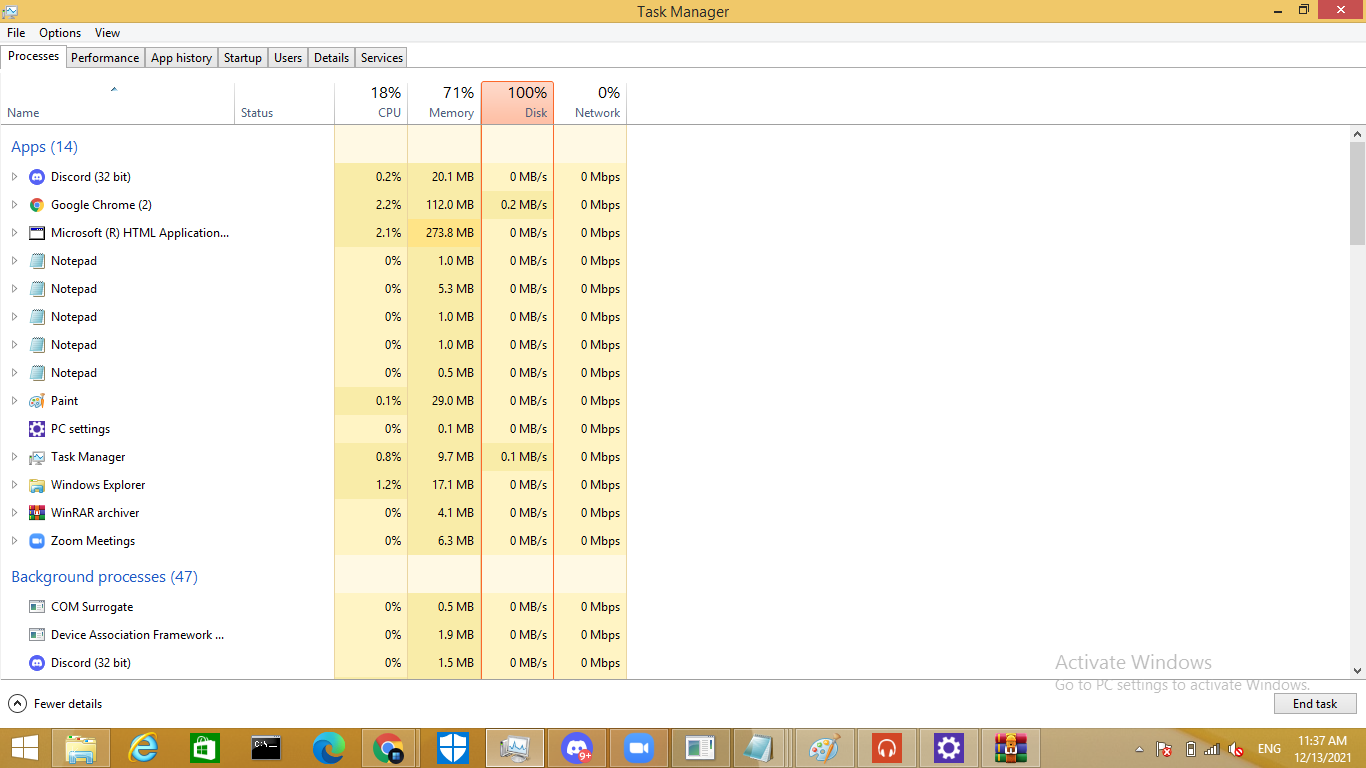 Task Manager
File Options View
Processes Performance App history Startup Users Details Services
18% 71% 100% 0%
Name Status CPU Memory Disk Network
Apps (14)
Discord (32 bit) 0.2% 20.1 MB 0 MB/s 0 Mbps
Google Chrome (2) 2.2% 112.0 MB 0.2 MB/s 0 Mbps
Microsoft (R) HTML Application... 2.1% 273.8 MB 0 MB/s 0 Mbps
Notepad 0% 1.0 MB 0 MB/s 0 Mbps
Notepad 0% 5.3 MB 0 MB/s 0 Mbps
Notepad 0% 1.0 MB 0 MB/s 0 Mbps
Notepad 0% 1.0 MB 0 MB/s 0 Mbps
Notepad 0% 0.5 MB 0 MB/s 0 Mbps
Paint 0.1% 29.0 MB 0 MB/s 0 Mbps
PC settings 0% 0.1 MB 0 MB/s 0 Mbps
Task Manager 0.8% 9.7 MB 0.1 MB/s 0 Mbps
Windows Explorer 1.2% 17.1 MB 0 MB/s 0 Mbps
WinRAR archiver 0% 4.1 MB 0 MB/s 0 Mbps
Zoom Meetings 0% 6.3 MB 0 MB/s 0 Mbps
Background processes (47)
COM Surrogate 0% 0.5 MB 0 MB/s 0 Mbps
Device Association Framework ... 0% 1.9 MB 0 MB/s 0 Mbps
Discord (32 bit) 0% 1.5 MB 0 MB/s 0 Mbps
Activate Windows
Go to PC settings to activate Windows.
Fewer details End task
C:\_
9+
ENG
11:37 AM
12/13/2021